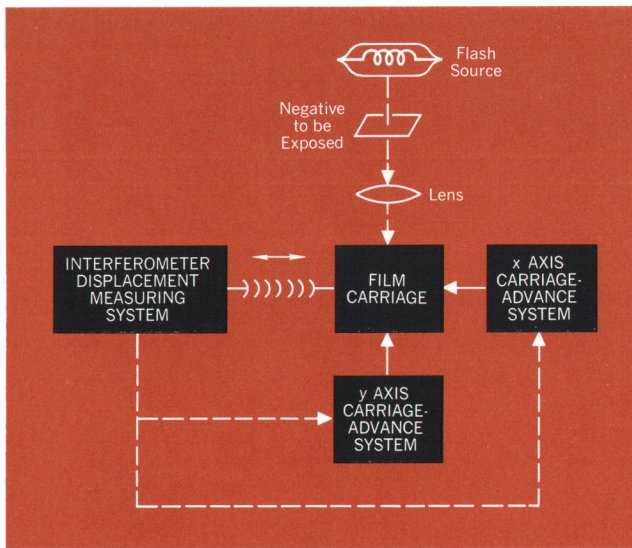 Flash
Source
Negative
to be
Exposed
Lens
INTERFEROMETER
DISPLACEMENT
MEASURING
SYSTEM
FILM
CARRIAGE
x AXIS
CARRIAGE-
ADVANCE
SYSTEM
y AXIS
CARRIAGE-
ADVANCE
SYSTEM